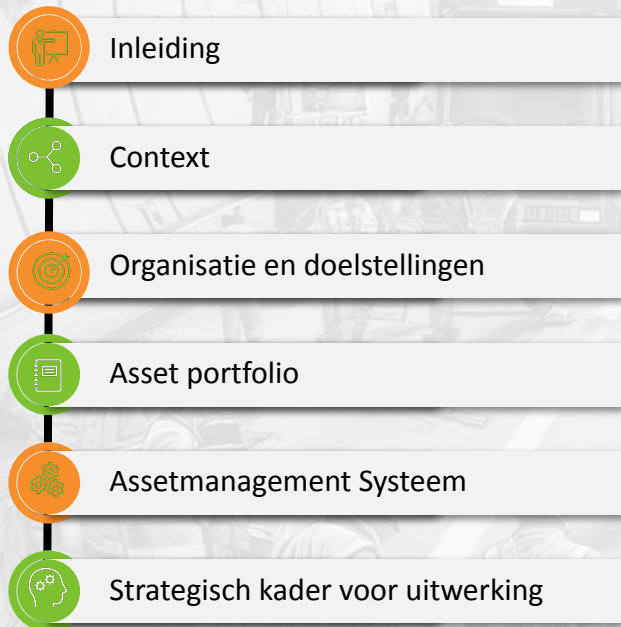 Inleiding
Context
Organisatie en doelstellingen
Asset portfolio
Assetmanagement Systeem
Strategisch kader voor uitwerking